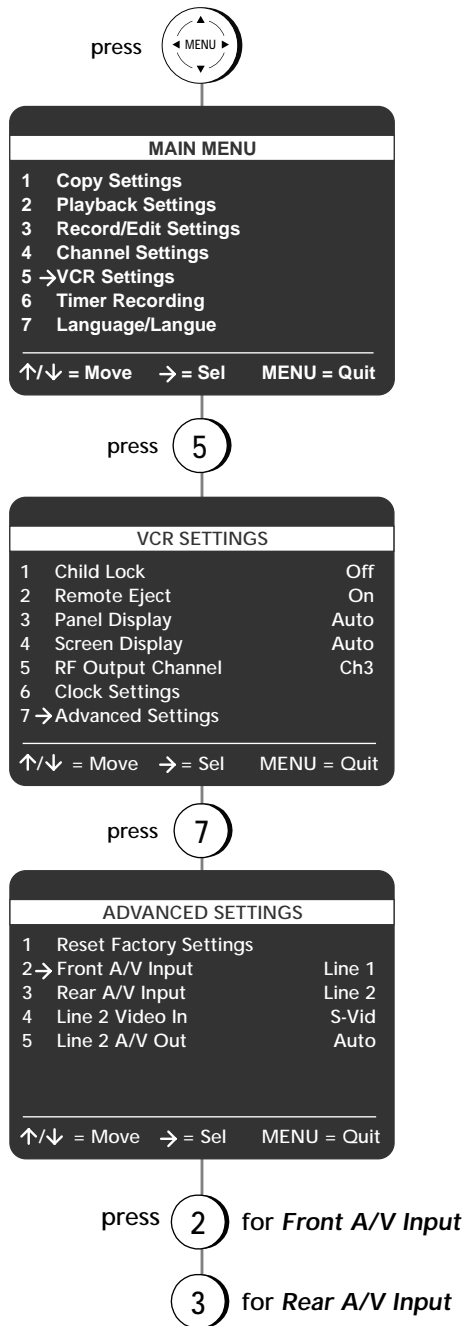 press MENU
MAIN MENU
1 Copy Settings
2 Playback Settings
3 Record/Edit Settings
4 Channel Settings
5 →VCR Settings
6 Timer Recording
7 Language/Langue
↑/↓ = Move → = Sel MENU = Quit
press 5
VCR SETTINGS
1 Child Lock Off
2 Remote Eject On
3 Panel Display Auto
4 Screen Display Auto
5 RF Output Channel Ch3
6 Clock Settings
7 →Advanced Settings
↑/↓ = Move → = Sel MENU = Quit
press 7
ADVANCED SETTINGS
1 Reset Factory Settings
2→ Front A/V Input Line 1
3 Rear A/V Input Line 2
4 Line 2 Video In S-Vid
5 Line 2 A/V Out Auto
↑/↓ = Move → = Sel MENU = Quit
press 2 for Front A/V Input
3 for Rear A/V Input